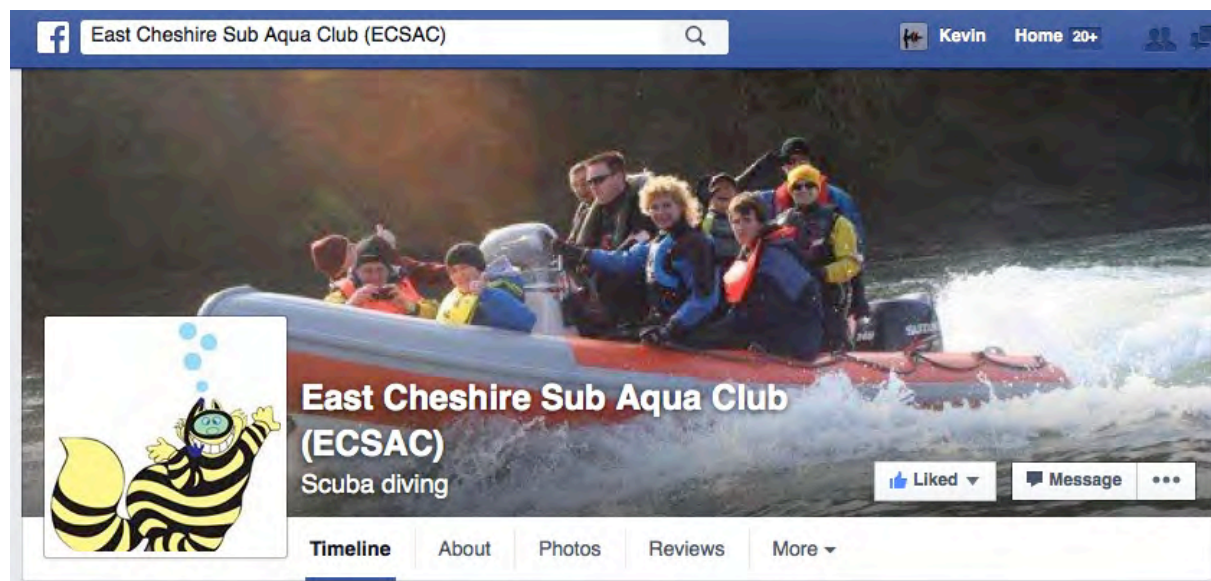 East Cheshire Sub Aqua Club (ECSAC)
Kevin Home 20+
East Cheshire Sub Aqua Club
(ECSAC)
Scuba diving
Liked Message
Timeline About Photos Reviews More